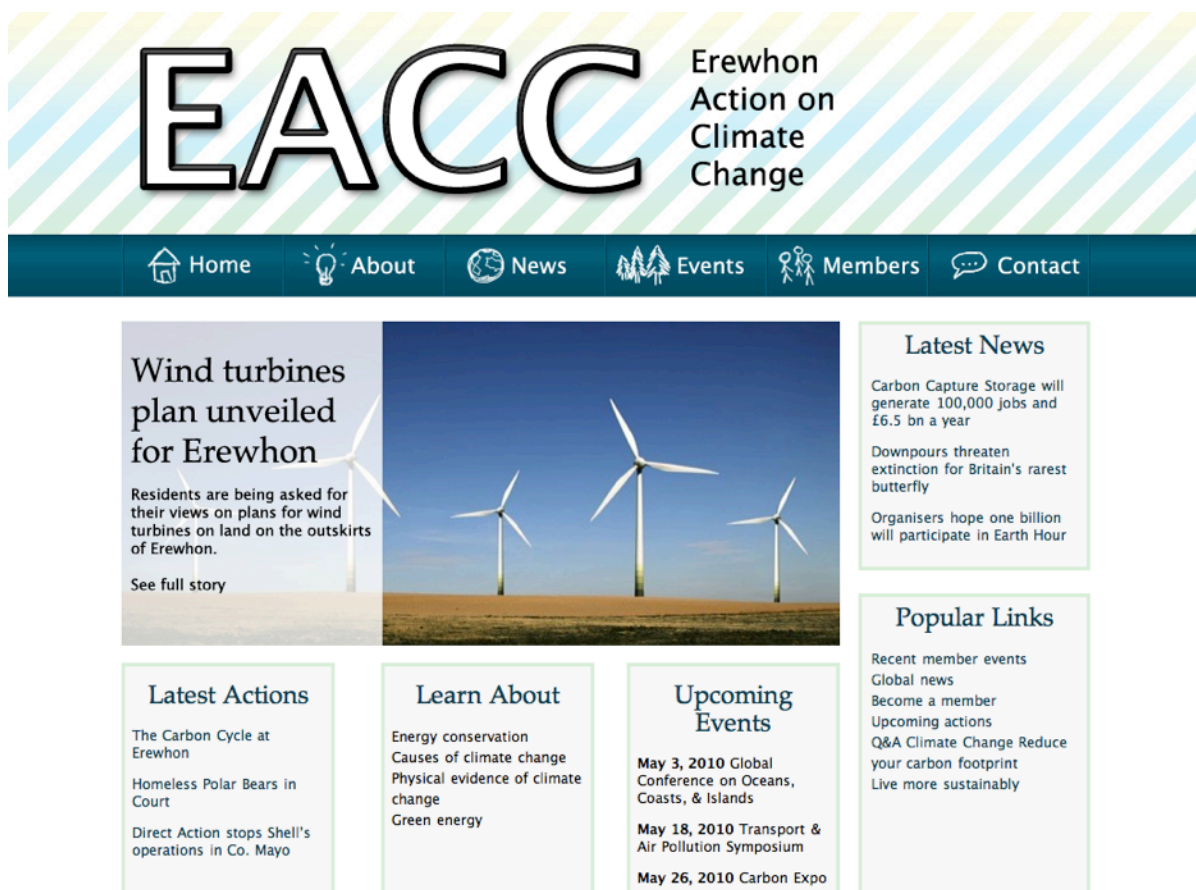 EACC
Erewhon
Action on
Climate
Change
Home
About
News
Events
Members
Contact
Wind turbines
plan unveiled
for Erewhon
Residents are being asked for
their views on plans for wind
turbines on land on the outskirts
of Erewhon.
See full story
Latest News
Carbon Capture Storage will
generate 100,000 jobs and
£6.5 bn a year
Downpours threaten
extinction for Britain's rarest
butterfly
Organisers hope one billion
will participate in Earth Hour
Popular Links
Recent member events
Global news
Become a member
Upcoming actions
Q&A Climate Change Reduce
your carbon footprint
Live more sustainably
Latest Actions
The Carbon Cycle at
Erewhon
Homeless Polar Bears in
Court
Direct Action stops Shell's
operations in Co. Mayo
Learn About
Energy conservation
Causes of climate change
Physical evidence of climate
change
Green energy
Upcoming
Events
May 3, 2010 Global
Conference on Oceans,
Coasts, & Islands
May 18, 2010 Transport &
Air Pollution Symposium
May 26, 2010 Carbon Expo